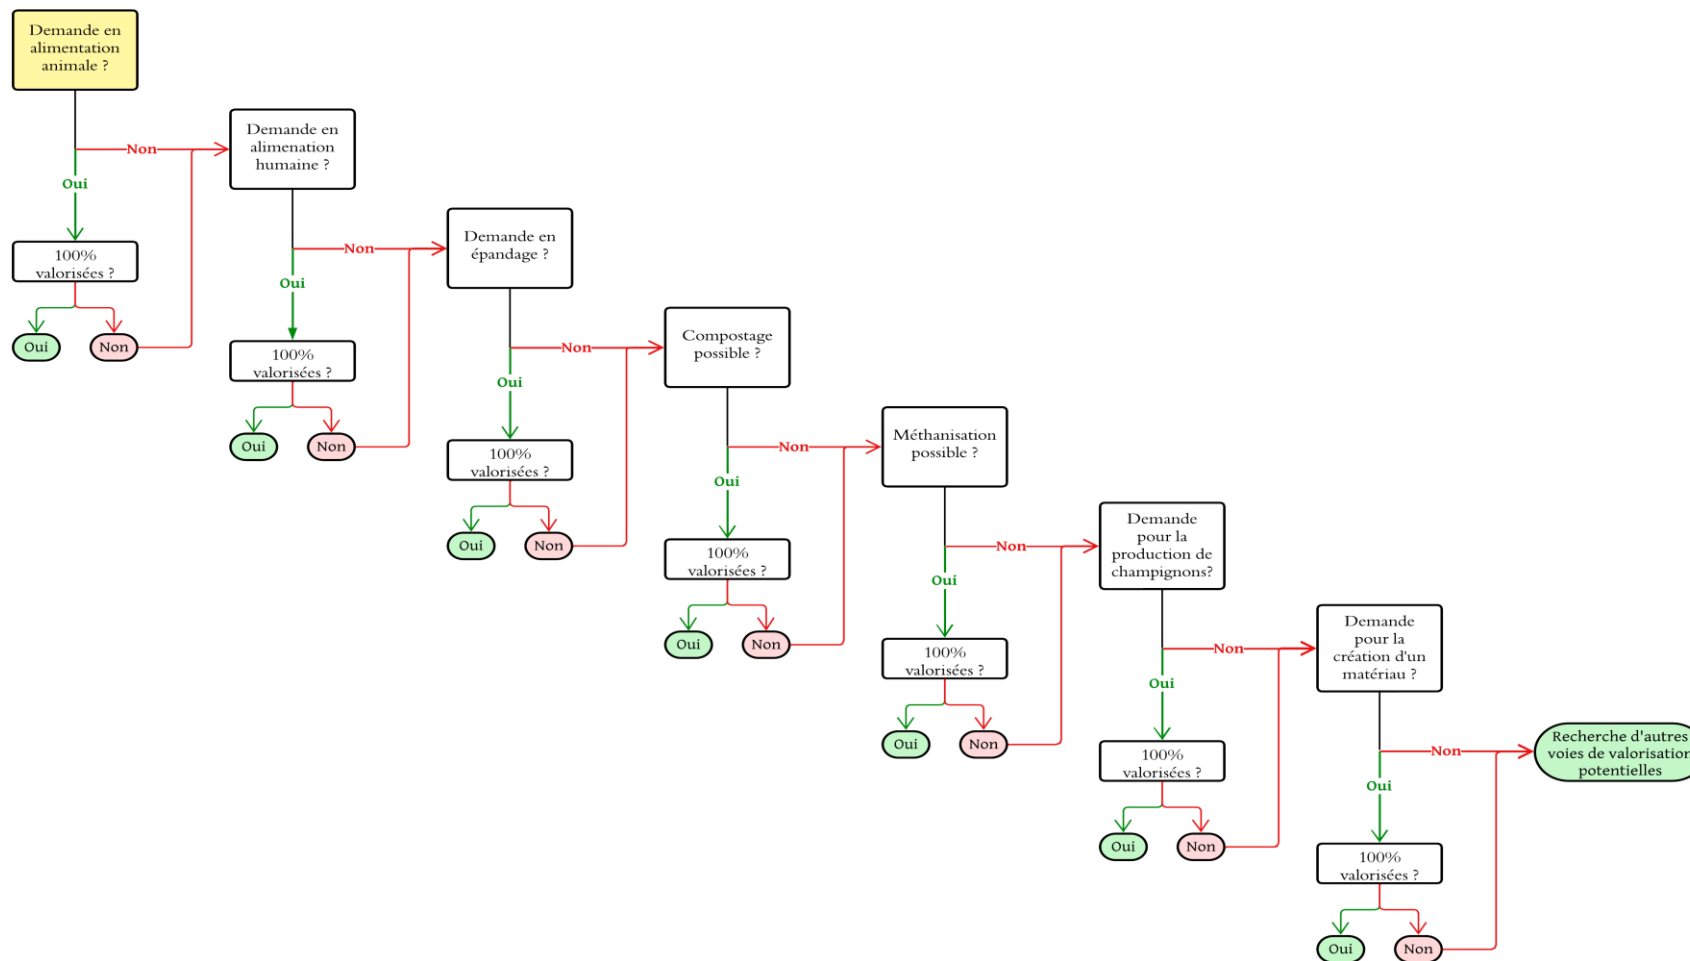 Demande en
alimentation
animale ?
Non
Oui
100%
valorisées ?
Oui
Non
Demande en
alimenation
humaine ?
Non
Oui
100%
valorisées ?
Oui
Non
Demande en
épandage ?
Non
Oui
100%
valorisées ?
Oui
Non
Compostage
possible ?
Non
Oui
100%
valorisées ?
Oui
Non
Méthanisation
possible ?
Non
Oui
100%
valorisées ?
Oui
Non
Demande
pour la
production de
champignons?
Non
Oui
100%
valorisées ?
Oui
Non
Demande
pour la
création d'un
matériau ?
Non
Oui
100%
valorisées ?
Oui
Non
Recherche d'autres
voies de valorisation
potentielles